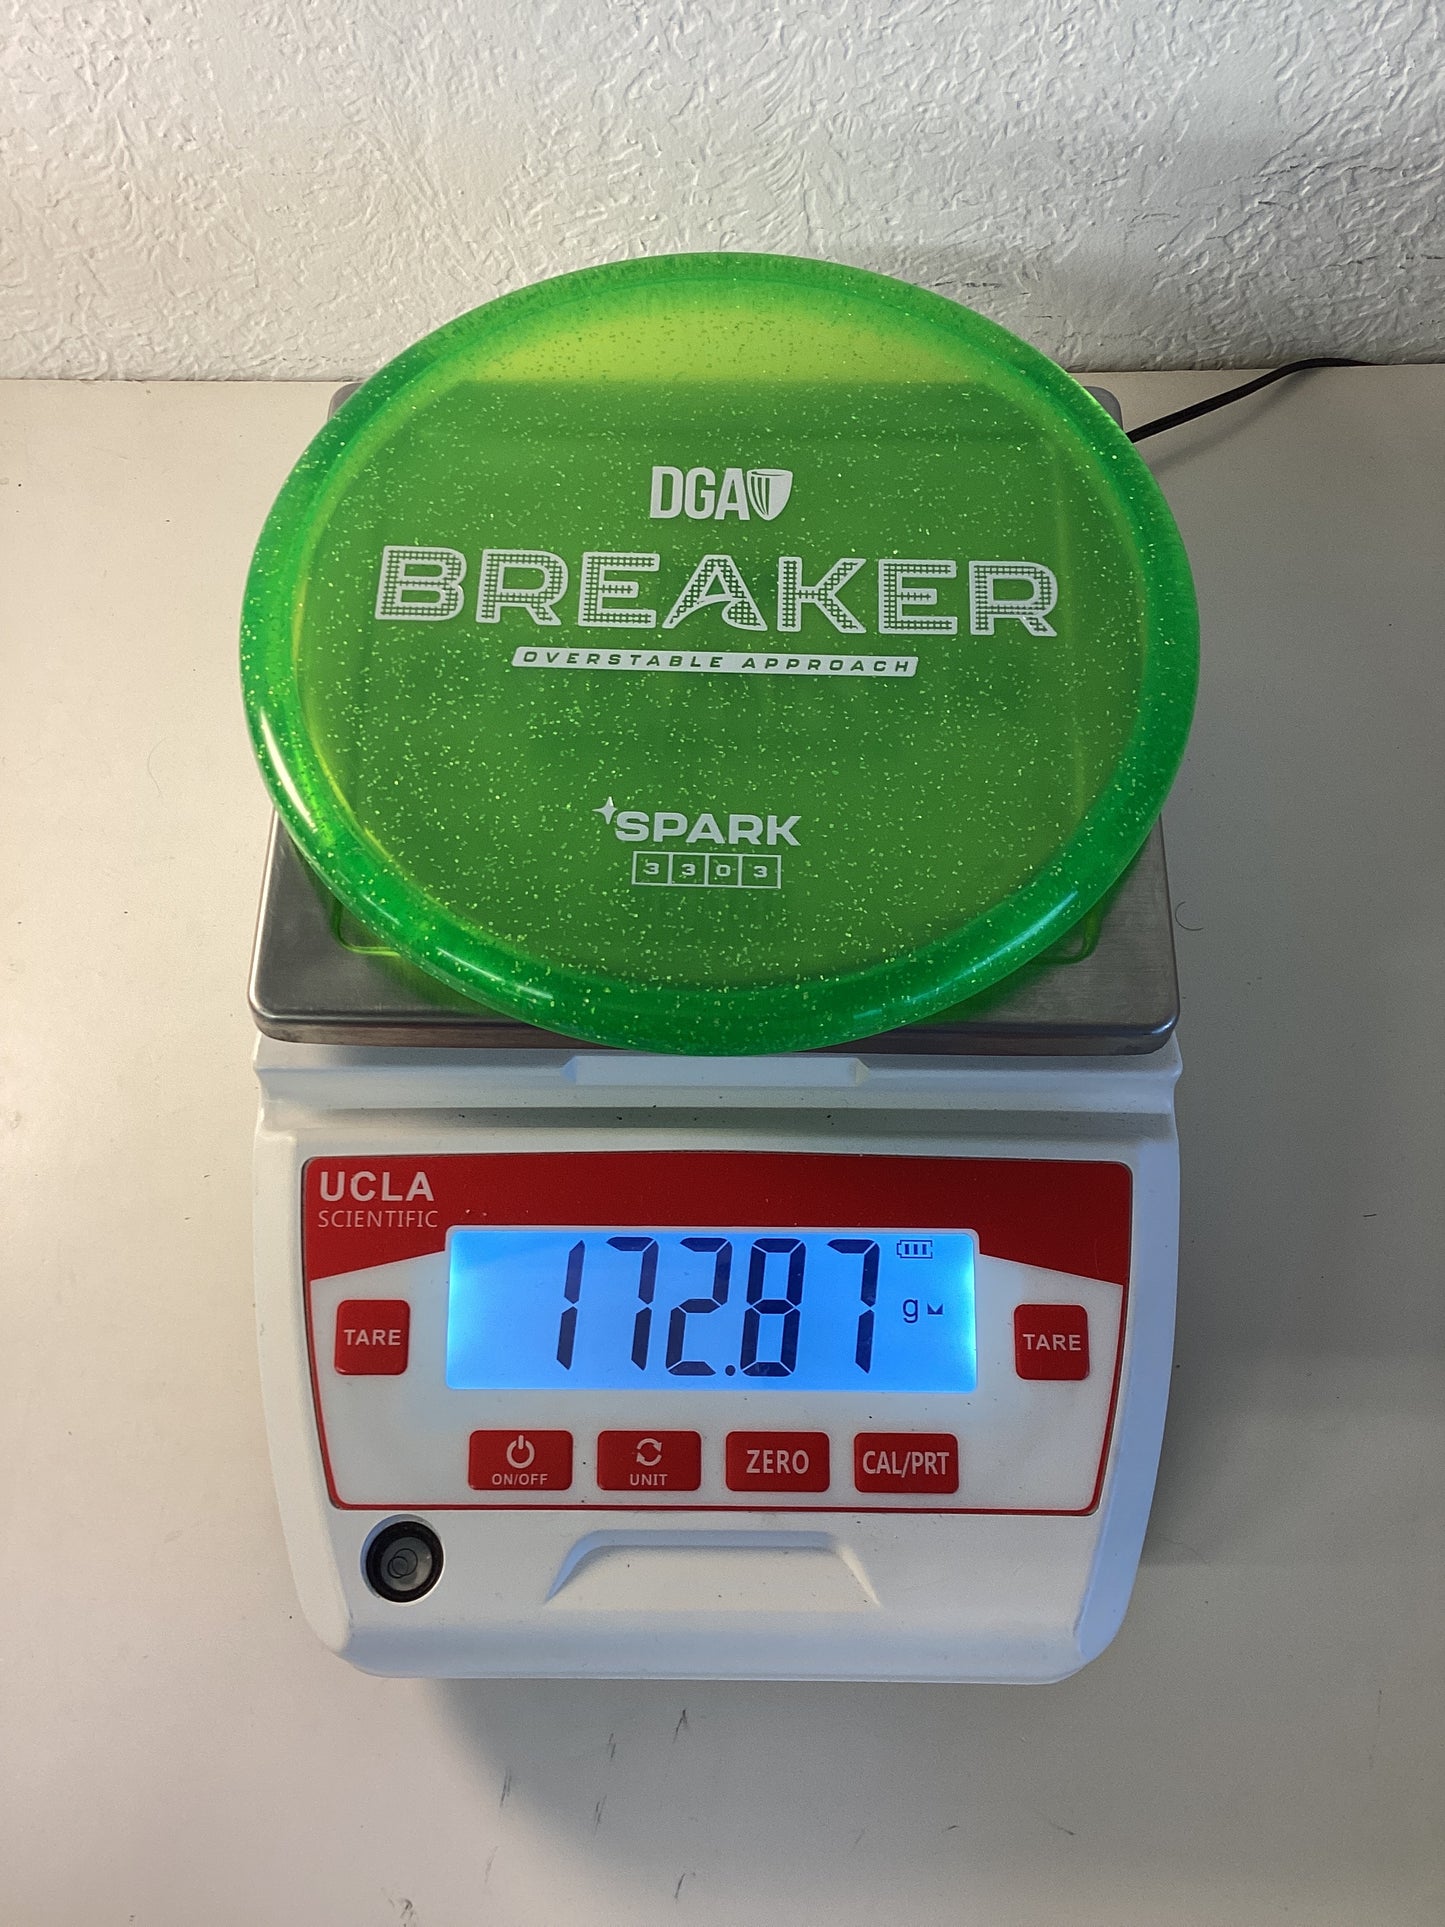 DGA
BREAKER
OVERSTABLE APPROACH
SPARK
3 3 0 3
UCLA
SCIENTIFIC
172.87 g
TARE
TARE
ON/OFF
UNIT
ZERO
CAL/PRT